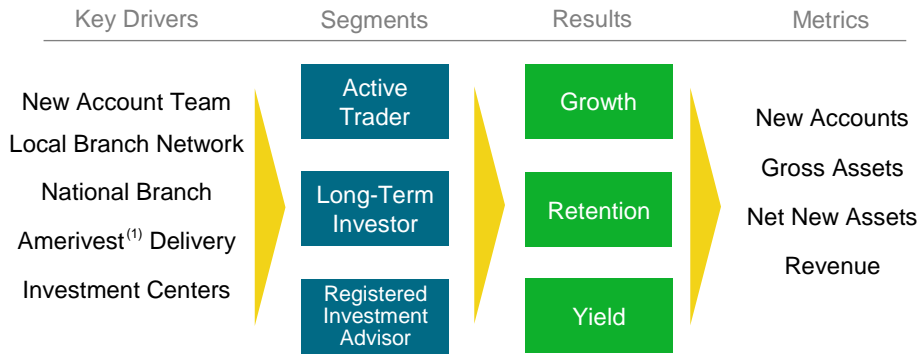 Key Drivers
Segments
Results
Metrics
New Account Team
Local Branch Network
National Branch
Amerivest(1) Delivery
Investment Centers
Active
Trader
Long-Term
Investor
Registered
Investment
Advisor
Growth
Retention
Yield
New Accounts
Gross Assets
Net New Assets
Revenue